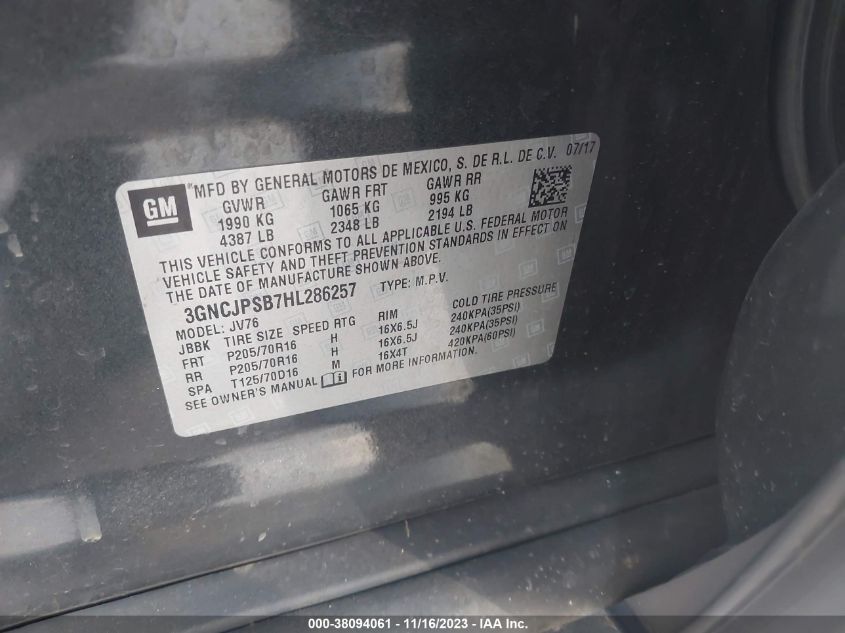 GM
*MFD BY GENERAL MOTORS DE MEXICO, S. DE R.L. DE C.V. 07/17
GVWR GAWR FRT GAWR RR
1990 KG 1065 KG 995 KG
4387 LB 2348 LB 2194 LB
THIS VEHICLE CONFORMS TO ALL APPLICABLE U.S. FEDERAL MOTOR
VEHICLE SAFETY AND THEFT PREVENTION STANDARDS IN EFFECT ON
THE DATE OF MANUFACTURE SHOWN ABOVE.
3GNCJPSB7HL286257 TYPE: M.P.V.
MODEL: JV76
JBBK TIRE SIZE SPEED RTG RIM COLD TIRE PRESSURE
FRT P205/70R16 H 16X6.5J 240KPA(35PSI)
RR P205/70R16 H 16X6.5J 240KPA(35PSI)
SPA T125/70D16 M 16X4T 420KPA(60PSI)
SEE OWNER'S MANUAL FOR MORE INFORMATION.
000-38094061 - 11/16/2023 - IAA Inc.